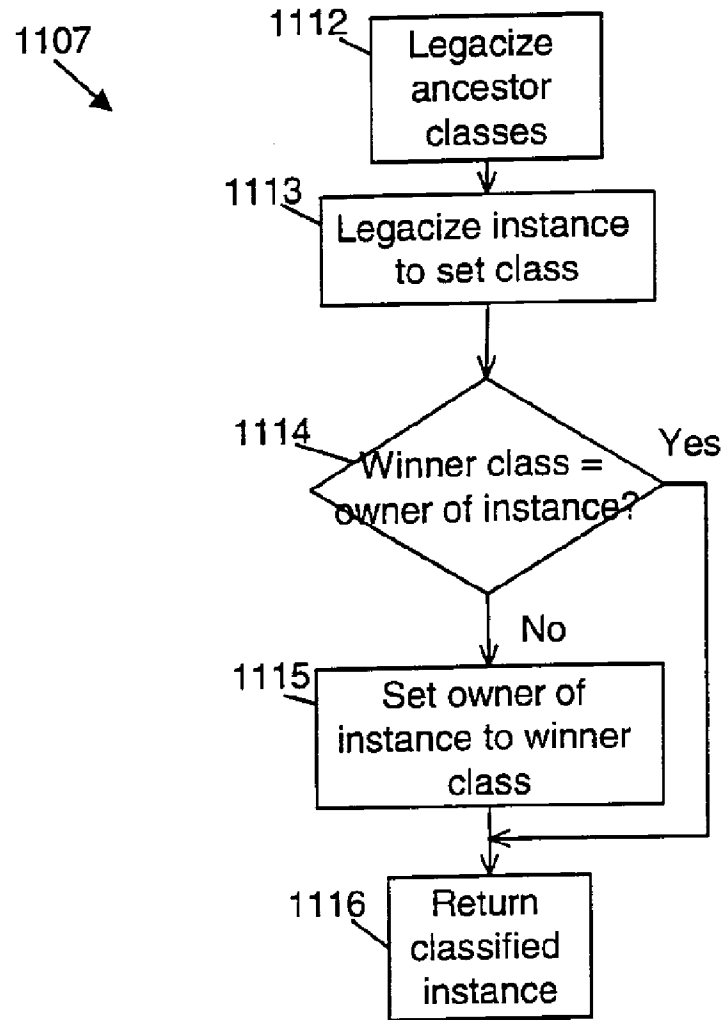 1107
1112
Legacize
ancestor
classes
1113
Legacize instance
to set class
1114
Winner class =
owner of instance?
Yes
No
1115
Set owner of
instance to winner
class
1116
Return
classified
instance